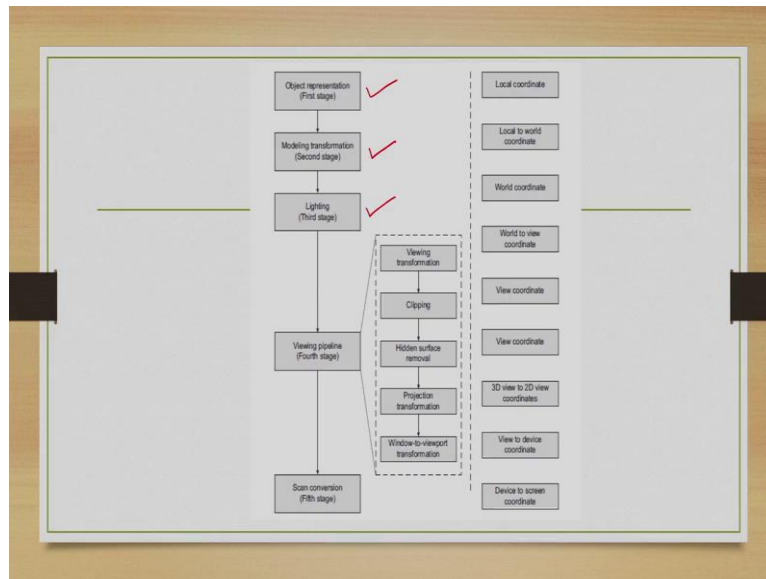 Object representation
(First stage)
Modeling transformation
(Second stage)
Lighting
(Third stage)
Viewing pipeline
(Fourth stage)
Scan conversion
(Fifth stage)
Viewing
transformation
Clipping
Hidden surface
removal
Projection
transformation
Window-to-viewport
transformation
Local coordinate
Local to world
coordinate
World coordinate
World to view
coordinate
View coordinate
View coordinate
3D view to 2D view
coordinates
View to device
coordinate
Device to screen
coordinate